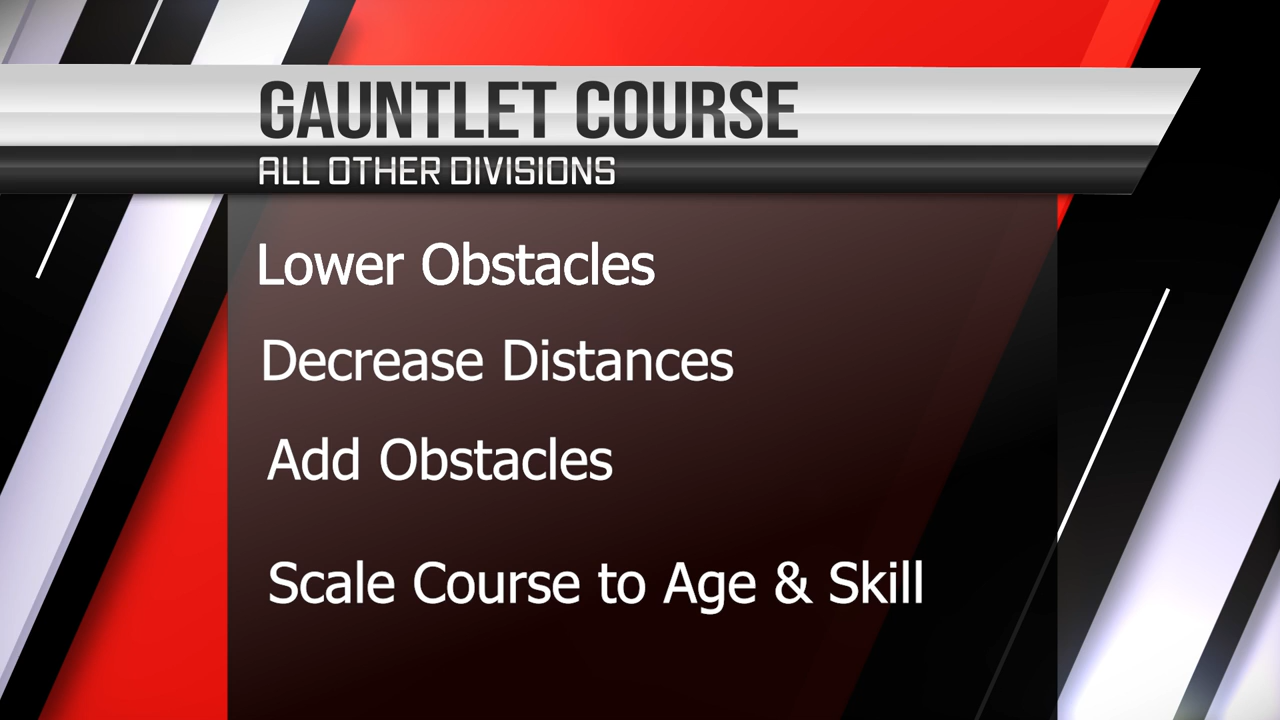 GAUNTLET COURSE
ALL OTHER DIVISIONS
Lower Obstacles
Decrease Distances
Add Obstacles
Scale Course to Age & Skill